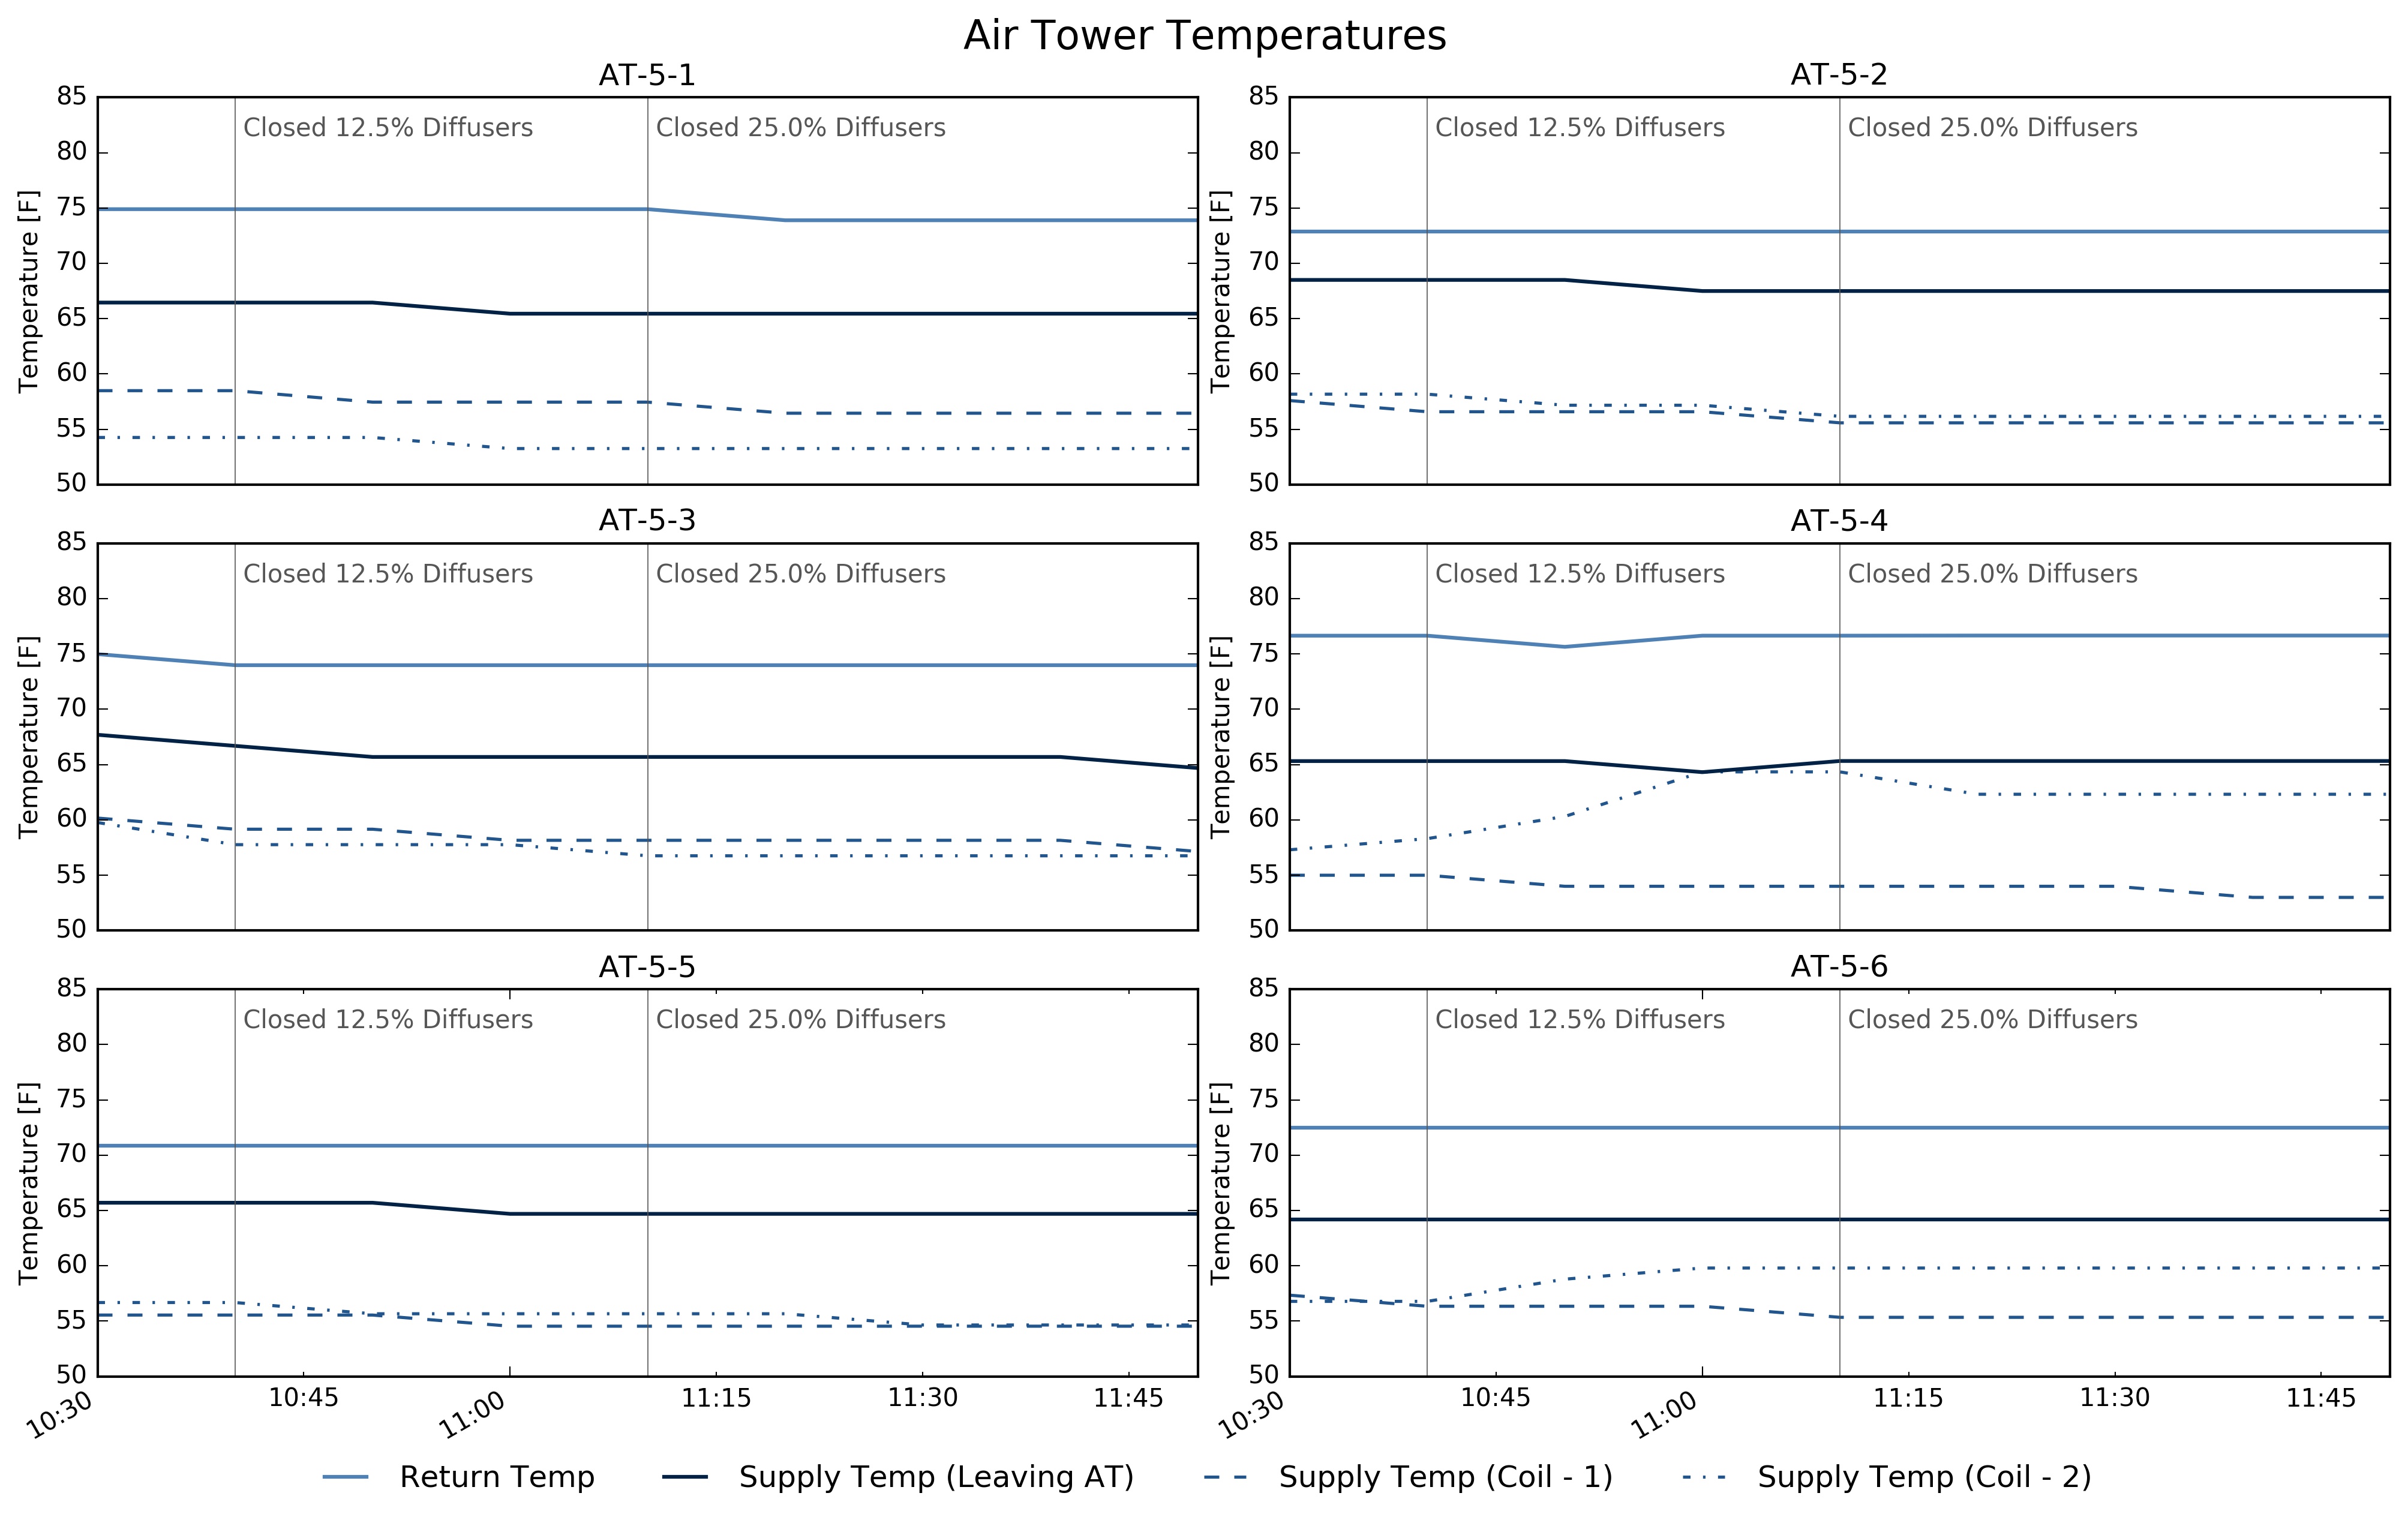 Air Tower Temperatures
AT-5-1
85
80
75
70
65
60
55
50
Temperature [F]
Closed 12.5% Diffusers
Closed 25.0% Diffusers
AT-5-2
85
80
75
70
65
60
55
50
Temperature [F]
Closed 12.5% Diffusers
Closed 25.0% Diffusers
AT-5-3
85
80
75
70
65
60
55
50
Temperature [F]
Closed 12.5% Diffusers
Closed 25.0% Diffusers
AT-5-4
85
80
75
70
65
60
55
50
Temperature [F]
Closed 12.5% Diffusers
Closed 25.0% Diffusers
AT-5-5
85
80
75
70
65
60
55
50
Temperature [F]
Closed 12.5% Diffusers
Closed 25.0% Diffusers
10:30
10:45
11:00
11:15
11:30
11:45
AT-5-6
85
80
75
70
65
60
55
50
Temperature [F]
Closed 12.5% Diffusers
Closed 25.0% Diffusers
10:30
10:45
11:00
11:15
11:30
11:45
Return Temp
Supply Temp (Leaving AT)
Supply Temp (Coil - 1)
Supply Temp (Coil - 2)